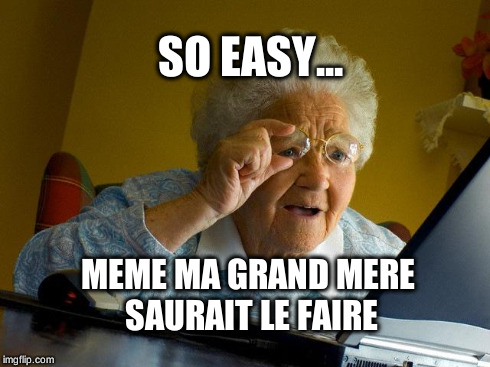 SO EASY...
MEME MA GRAND MERE
SAURAIT LE FAIRE
imgflip.com